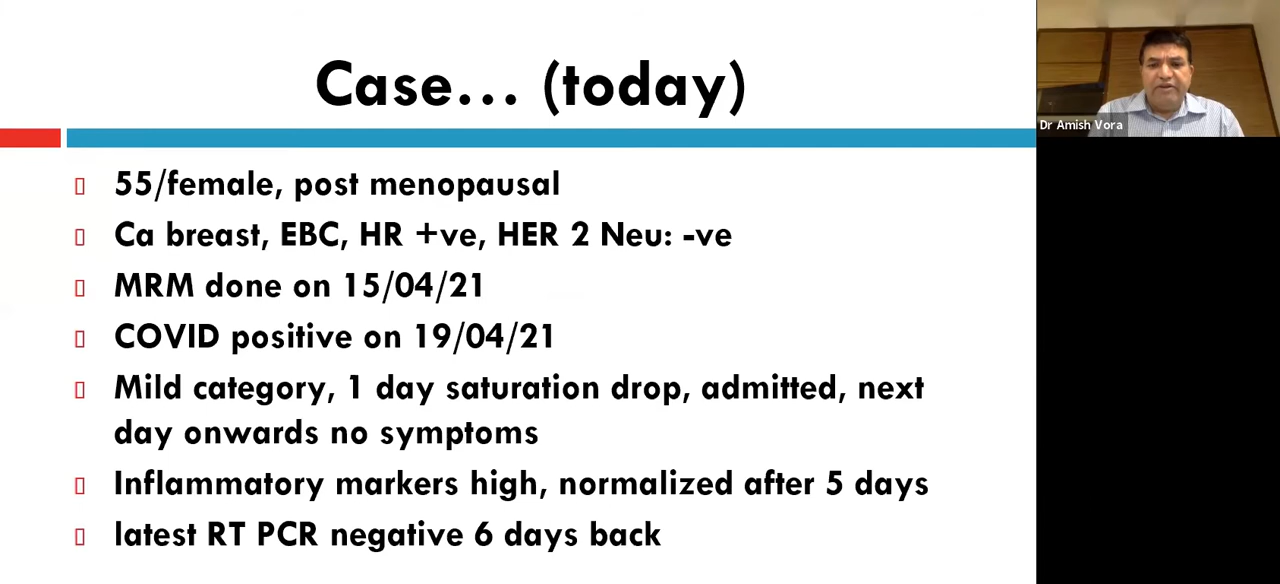 Case... (today)
55/female, post menopausal
Ca breast, EBC, HR +ve, HER 2 Neu: -ve
MRM done on 15/04/21
COVID positive on 19/04/21
Mild category, 1 day saturation drop, admitted, next
day onwards no symptoms
Inflammatory markers high, normalized after 5 days
latest RT PCR negative 6 days back
Dr Amish Vora